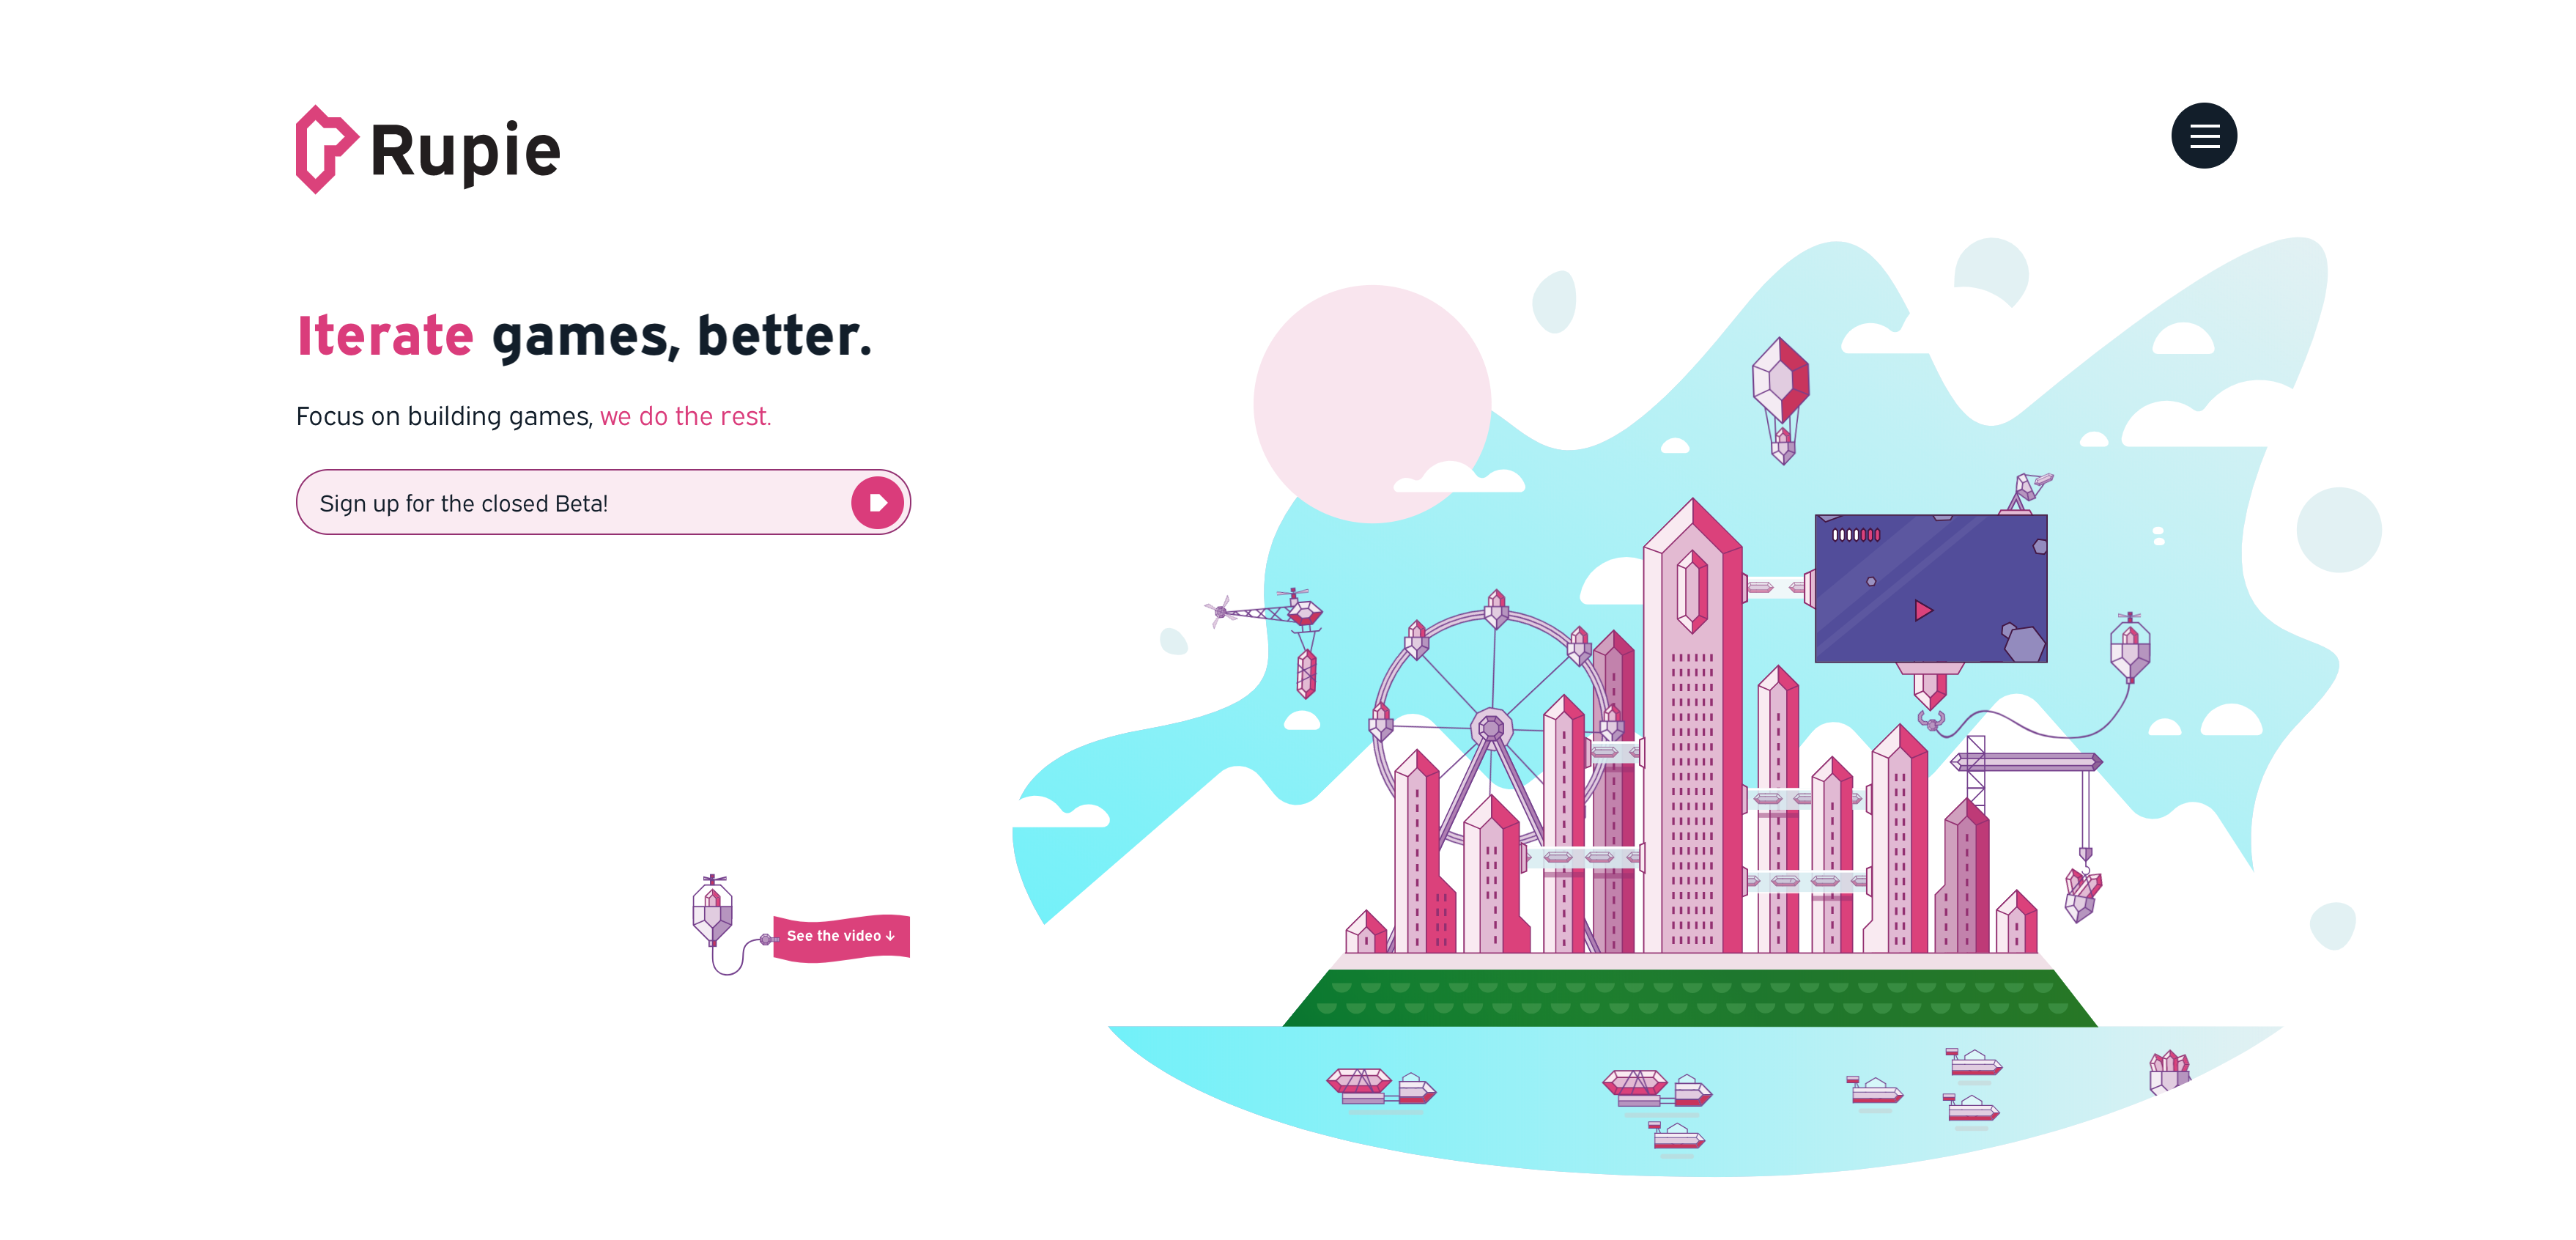 Rupie
Iterate games, better.
Focus on building games, we do the rest.
Sign up for the closed Beta!
See the video ↓